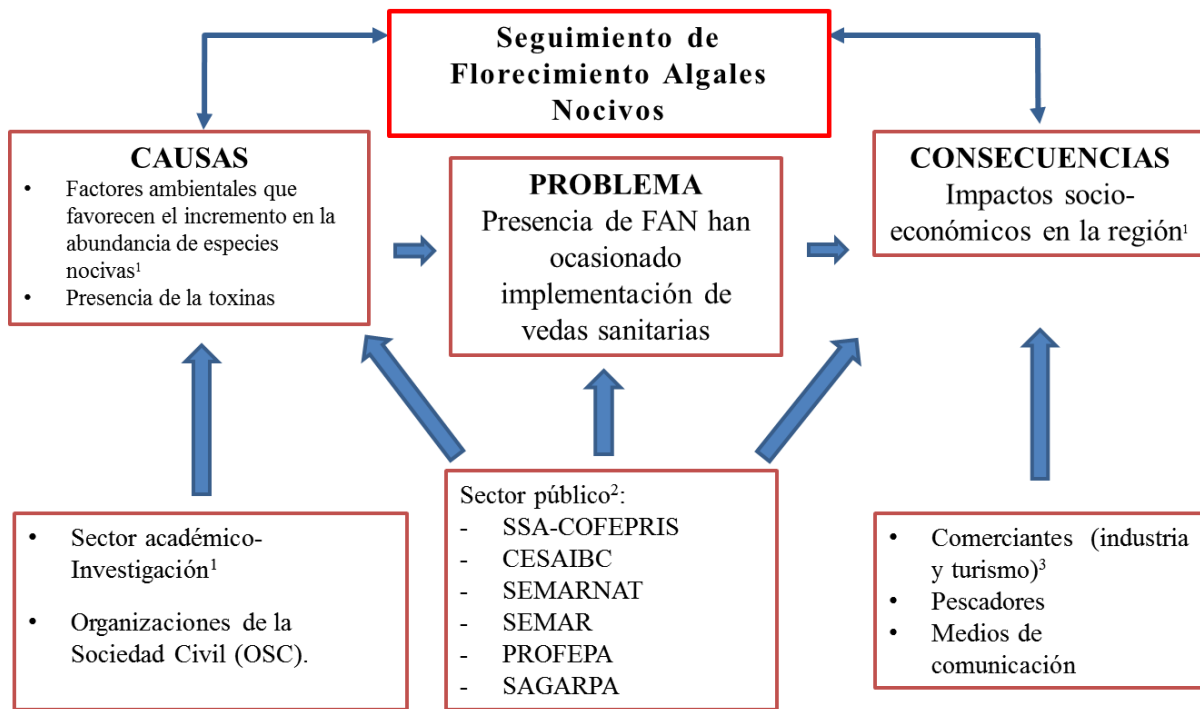 Seguimiento de
Florecimiento Algales
Nocivos
CAUSAS
• Factores ambientales que
favorecen el incremento en la
abundancia de especies
nocivas¹
• Presencia de la toxinas
PROBLEMA
Presencia de FAN han
ocasionado
implementación de
vedas sanitarias
CONSECUENCIAS
Impactos socio-
económicos en la región¹
• Sector académico-
Investigación¹
• Organizaciones de la
Sociedad Civil (OSC).
Sector público²:
- SSA-COFEPRIS
- CESAIBC
- SEMARNAT
- SEMAR
- PROFEPA
- SAGARPA
• Comerciantes (industria
y turismo)³
• Pescadores
• Medios de
comunicación